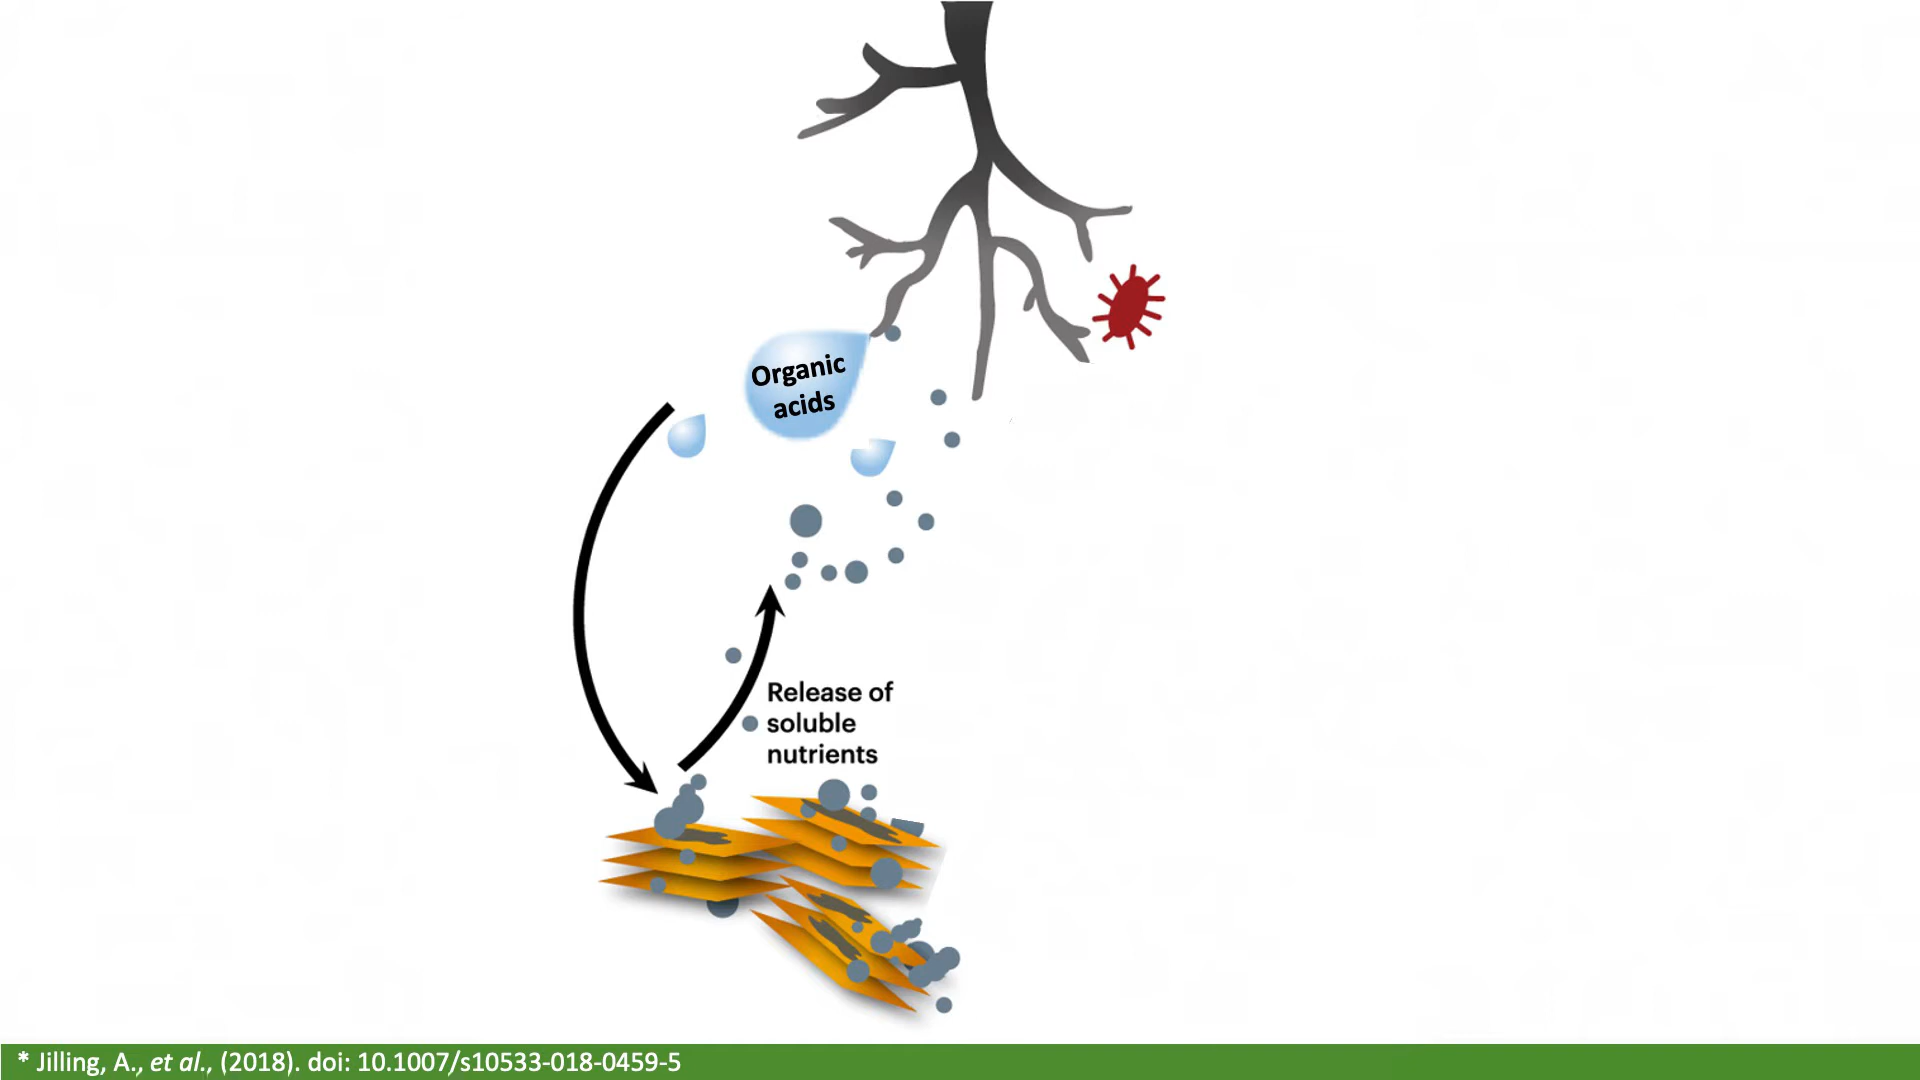 Organic
acids
Release of
soluble
nutrients
* Jilling, A., et al., (2018). doi: 10.1007/s10533-018-0459-5